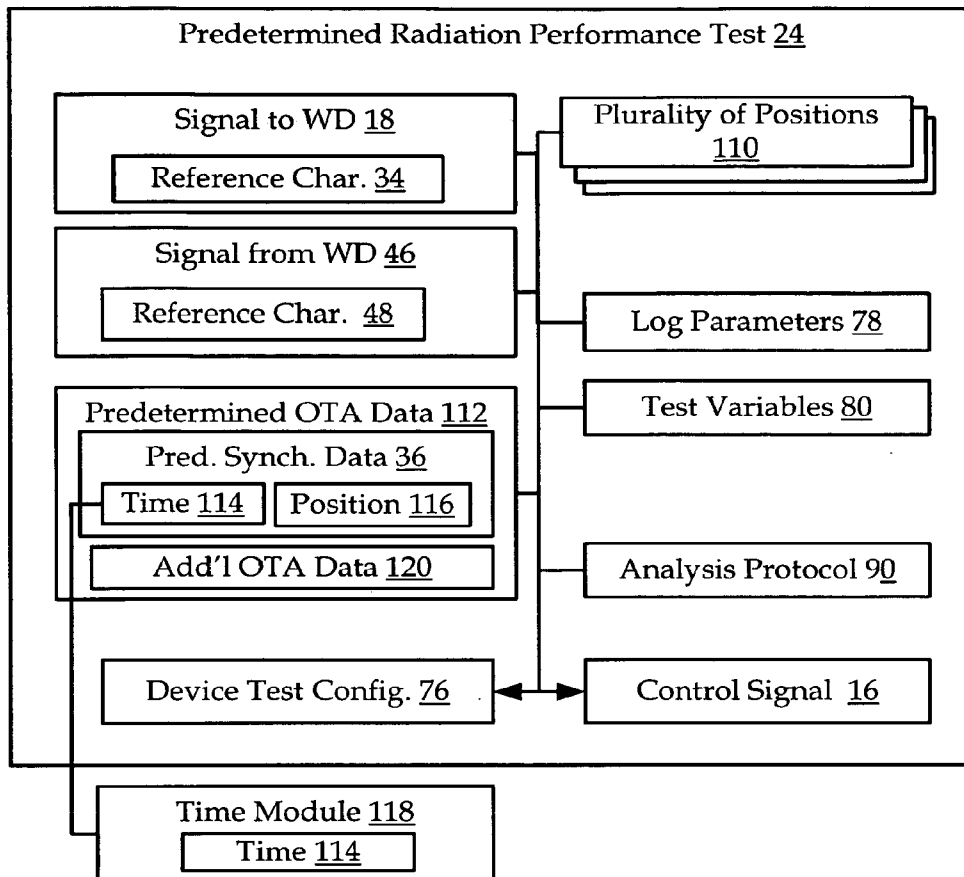 Predetermined Radiation Performance Test 24
Signal to WD 18
Reference Char. 34
Plurality of Positions
110
Signal from WD 46
Reference Char. 48
Log Parameters 78
Predetermined OTA Data 112
Pred. Synch. Data 36
Time 114
Position 116
Add'l OTA Data 120
Test Variables 80
Analysis Protocol 90
Device Test Config. 76
Control Signal 16
Time Module 118
Time 114